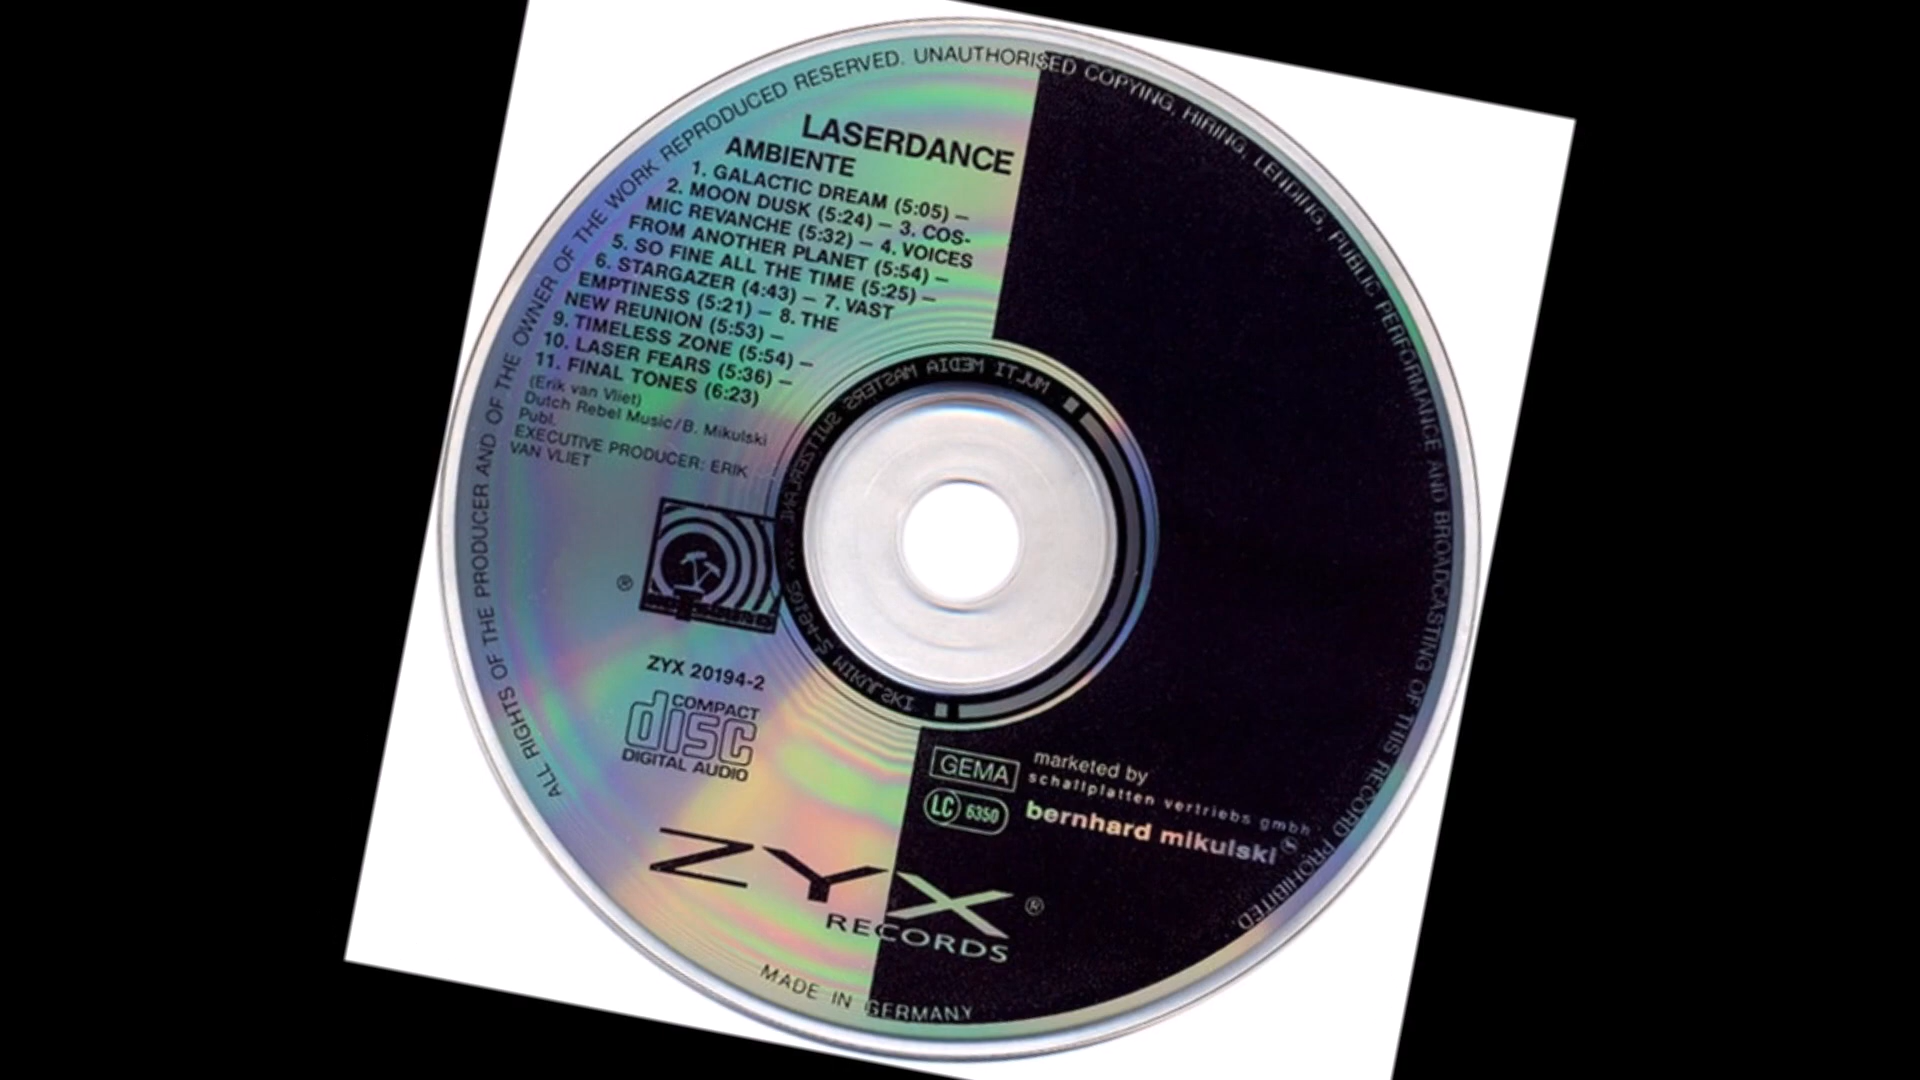 ALL RIGHTS OF THE PRODUCER AND OF THE OWNER OF THE WORK REPRODUCED RESERVED. UNAUTHORISED COPYING, HIRING, LENDING, PUBLIC PERFORMANCE AND BROADCASTING OF THIS RECORD PROHIBITED.
LASERDANCE
AMBIENTE
1. GALACTIC DREAM (5:05) –
2. MOON DUSK (5:24) – 3. COS-
MIC REVANCHE (5:32) – 4. VOICES
FROM ANOTHER PLANET (5:54) –
5. SO FINE ALL THE TIME (5:25) –
6. STARGAZER (4:43) – 7. VAST
EMPTINESS (5:21) – 8. THE
NEW REUNION (5:53) –
9. TIMELESS ZONE (5:54) –
10. LASER FEARS (5:36) –
11. FINAL TONES (6:23)
(Erik van Vliet)
Dutch Rebel Music/B. Mikulski
Publ.
EXECUTIVE PRODUCER: ERIK
VAN VLIET
MULTI MEDIA MASTERS SWITZERLAND
MIKULSKI
®
ZYX 20194-2
COMPACT
disc
DIGITAL AUDIO
GEMA
LC 6350
marketed by
schallplatten vertriebs gmbh
bernhard mikulski
ZYX ®
RECORDS
MADE IN GERMANY